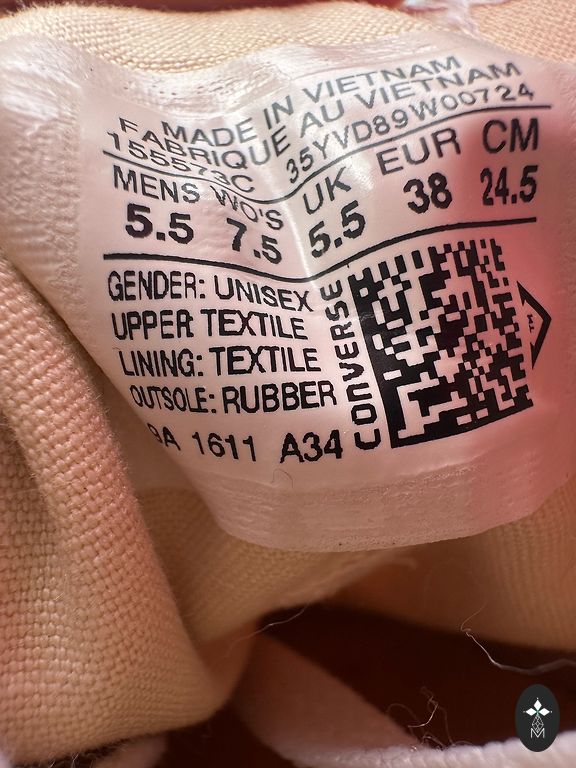 MADE IN VIETNAM
FABRIQUE AU VIETNAM
155573C 35YVD89W00724
MENS WO'S UK EUR CM
5.5 7.5 5.5 38 24.5
GENDER: UNISEX
UPPER TEXTILE
LINING: TEXTILE
OUTSOLE: RUBBER
9A 1611 A34
CONVERSE
M